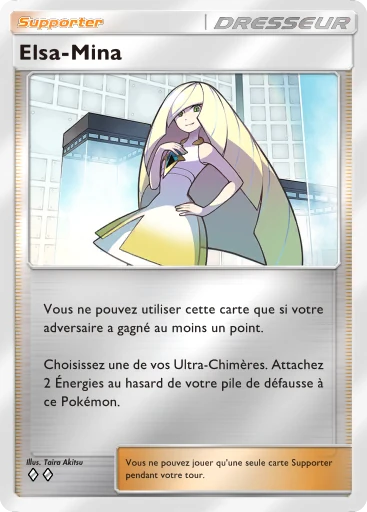 Supporter
DRESSEUR
Elsa-Mina
Vous ne pouvez utiliser cette carte que si votre
adversaire a gagné au moins un point.
Choisissez une de vos Ultra-Chimères. Attachez
2 Énergies au hasard de votre pile de défausse à
ce Pokémon.
Illus. Taira Akitsu
Vous ne pouvez jouer qu'une seule carte Supporter
pendant votre tour.